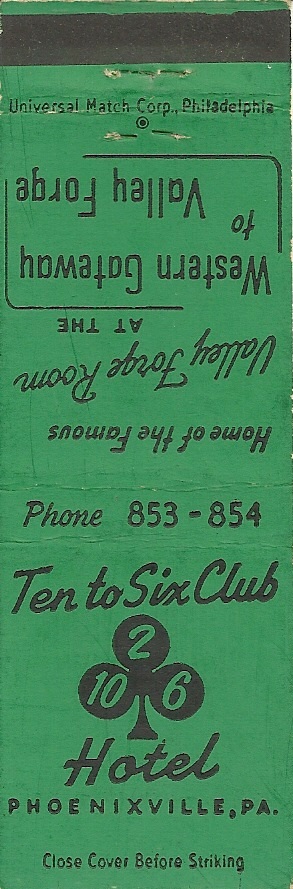 Universal Match Corp., Philadelphia
Home of the Famous
Valley Forge Room
AT THE
Western Gateway
to
Valley Forge
Phone 853-854
Ten to Six Club
2
10 6
Hotel
PHOENIXVILLE, PA.
Close Cover Before Striking